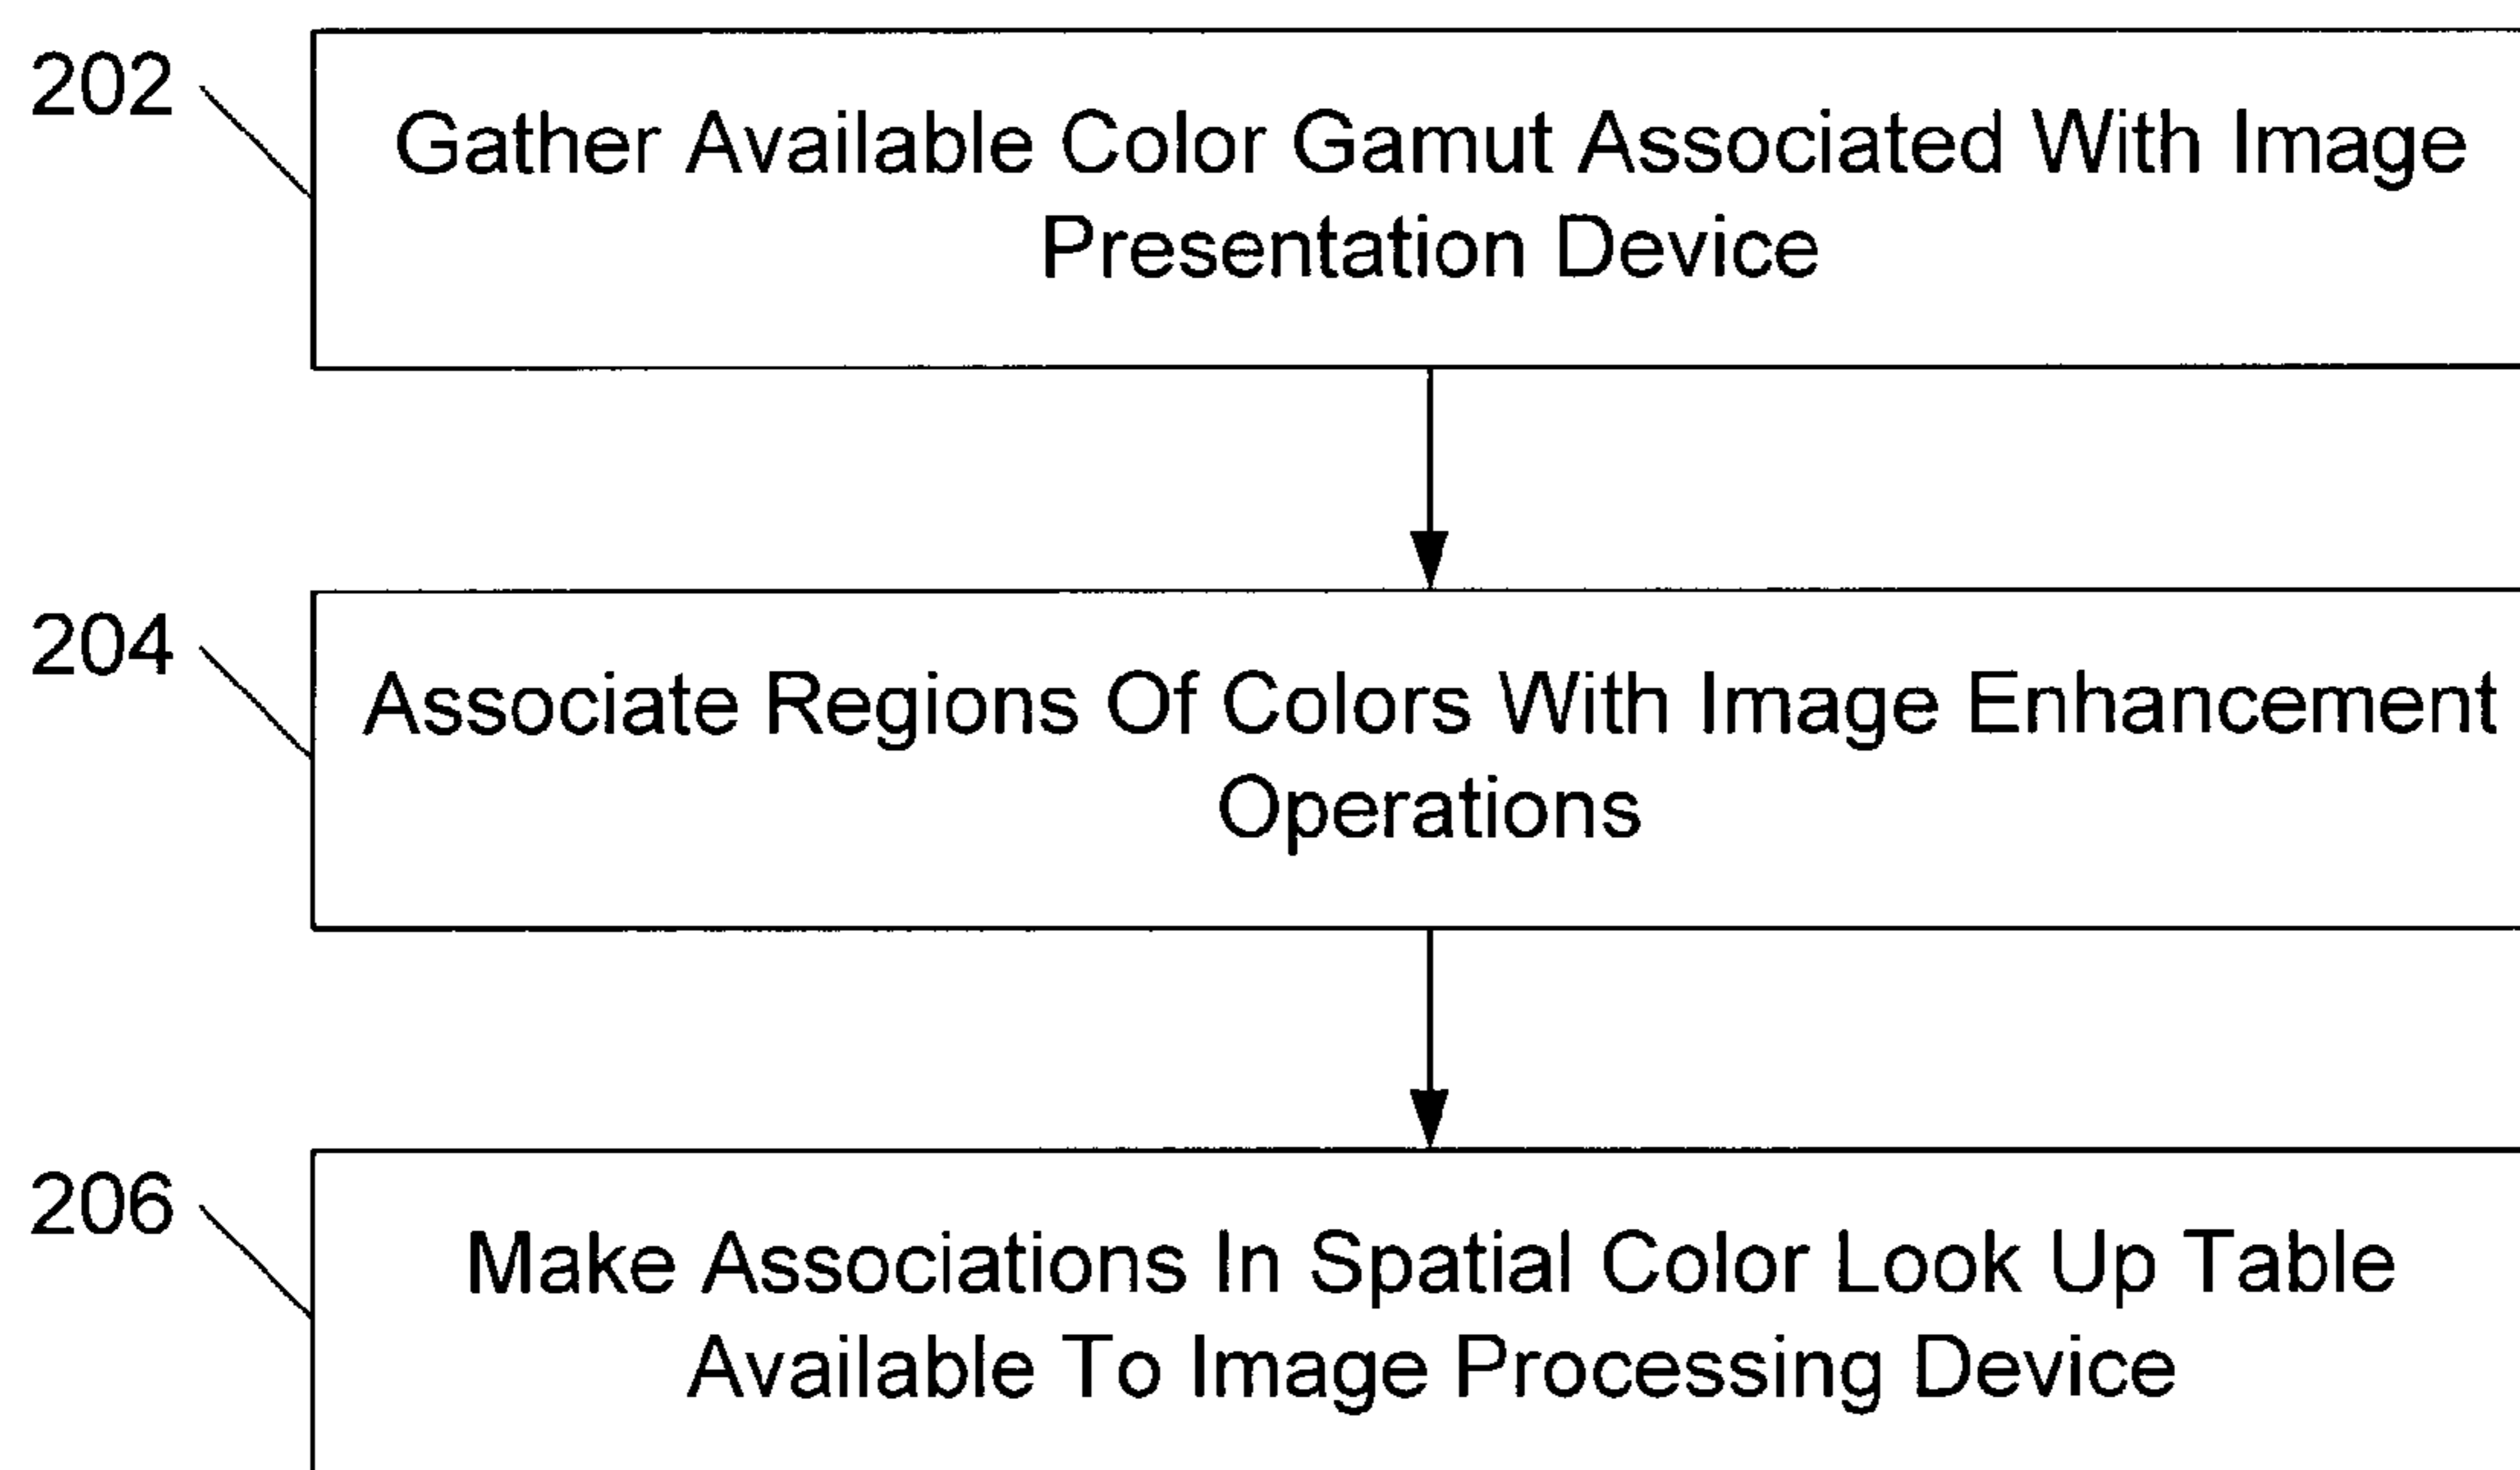 202
Gather Available Color Gamut Associated With Image
Presentation Device
204
Associate Regions Of Colors With Image Enhancement
Operations
206
Make Associations In Spatial Color Look Up Table
Available To Image Processing Device